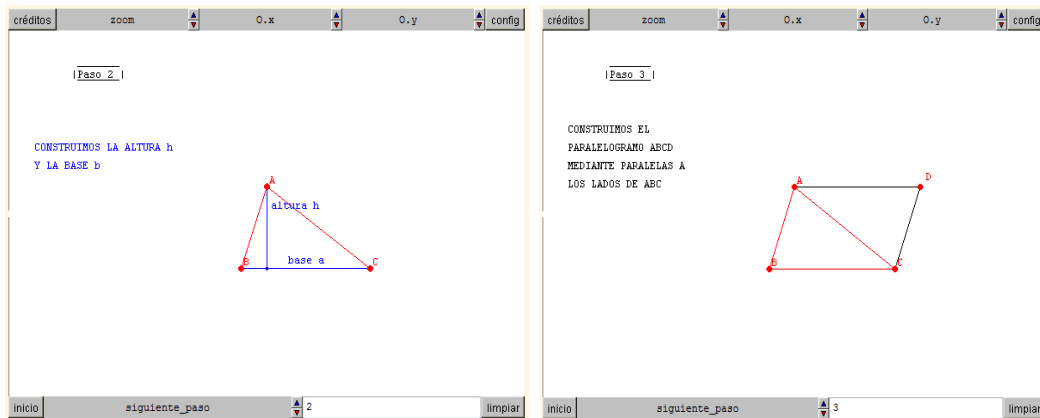 créditos zoom O.x O.y config
|Paso 2 |
CONSTRUIMOS LA ALTURA h
Y LA BASE b
A
altura h
B base a C
inicio siguiente_paso 2 limpiar
créditos zoom O.x O.y config
|Paso 3 |
CONSTRUIMOS EL
PARALELOGRAMO ABCD
MEDIANTE PARALELAS A
LOS LADOS DE ABC
A D
B C
inicio siguiente_paso 3 limpiar